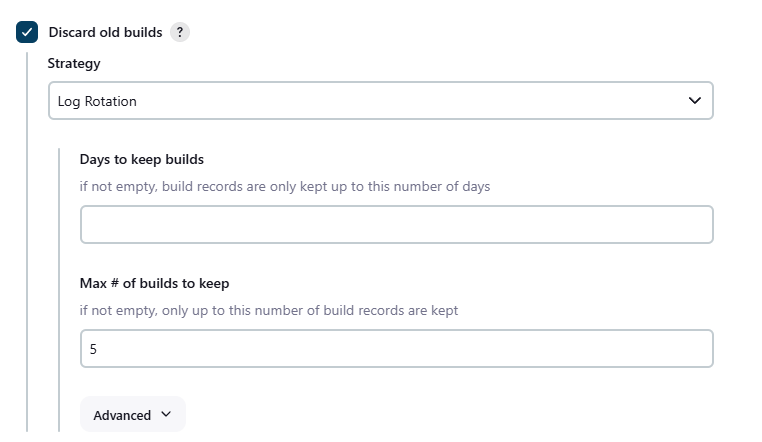 Discard old builds ?
Strategy
Log Rotation
Days to keep builds
if not empty, build records are only kept up to this number of days
Max # of builds to keep
if not empty, only up to this number of build records are kept
5
Advanced